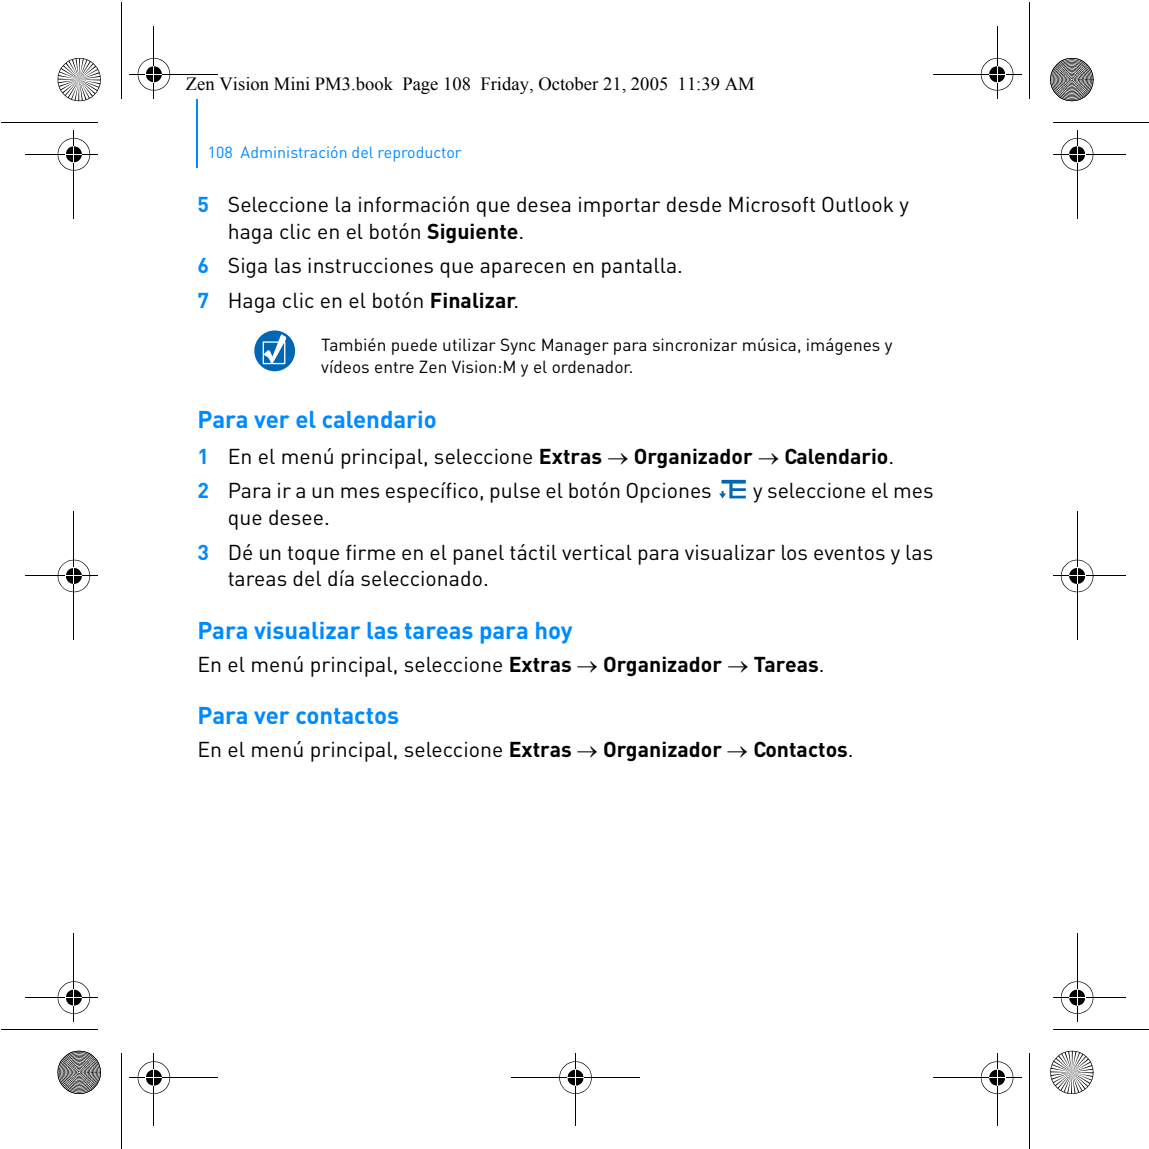 Zen Vision Mini PM3.book  Page 108  Friday, October 21, 2005  11:39 AM
108  Administración del reproductor
5 Seleccione la información que desea importar desde Microsoft Outlook y
haga clic en el botón Siguiente.
6 Siga las instrucciones que aparecen en pantalla.
7 Haga clic en el botón Finalizar.
También puede utilizar Sync Manager para sincronizar música, imágenes y
vídeos entre Zen Vision:M y el ordenador.
Para ver el calendario
1 En el menú principal, seleccione Extras → Organizador → Calendario.
2 Para ir a un mes específico, pulse el botón Opciones y seleccione el mes
que desee.
3 Dé un toque firme en el panel táctil vertical para visualizar los eventos y las
tareas del día seleccionado.
Para visualizar las tareas para hoy
En el menú principal, seleccione Extras → Organizador → Tareas.
Para ver contactos
En el menú principal, seleccione Extras → Organizador → Contactos.